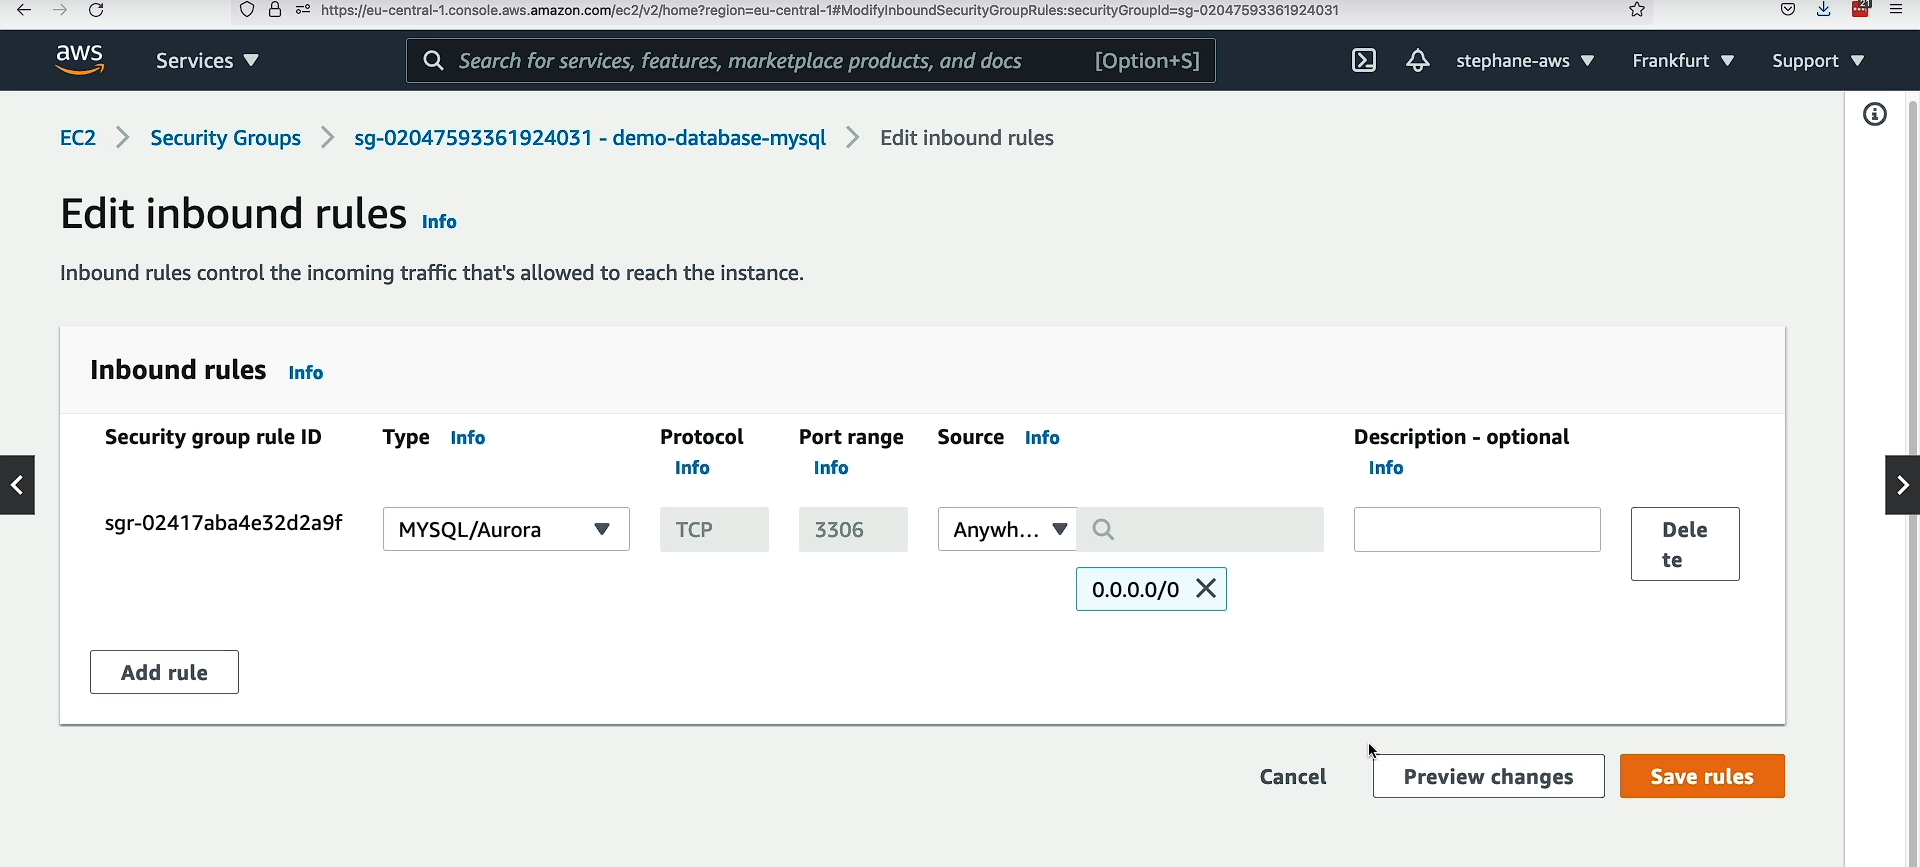 https://eu-central-1.console.aws.amazon.com/ec2/v2/home?region=eu-central-1#ModifyInboundSecurityGroupRules:securityGroupId=sg-02047593361924031
21
aws
Services
Search for services, features, marketplace products, and docs
[Option+S]
stephane-aws
Frankfurt
Support
EC2
Security Groups
sg-02047593361924031 - demo-database-mysql
Edit inbound rules
Edit inbound rules Info
Inbound rules control the incoming traffic that's allowed to reach the instance.
Inbound rules Info
Security group rule ID
Type Info
Protocol
Info
Port range
Info
Source Info
Description - optional
Info
sgr-02417aba4e32d2a9f
MYSQL/Aurora
TCP
3306
Anywh...
0.0.0.0/0
Dele
te
Add rule
Cancel
Preview changes
Save rules